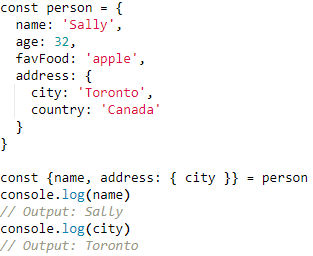 const person = {
  name: 'Sally',
  age: 32,
  favFood: 'apple',
  address: {
    city: 'Toronto',
    country: 'Canada'
  }
}

const {name, address: { city }} = person
console.log(name)
// Output: Sally
console.log(city)
// Output: Toronto